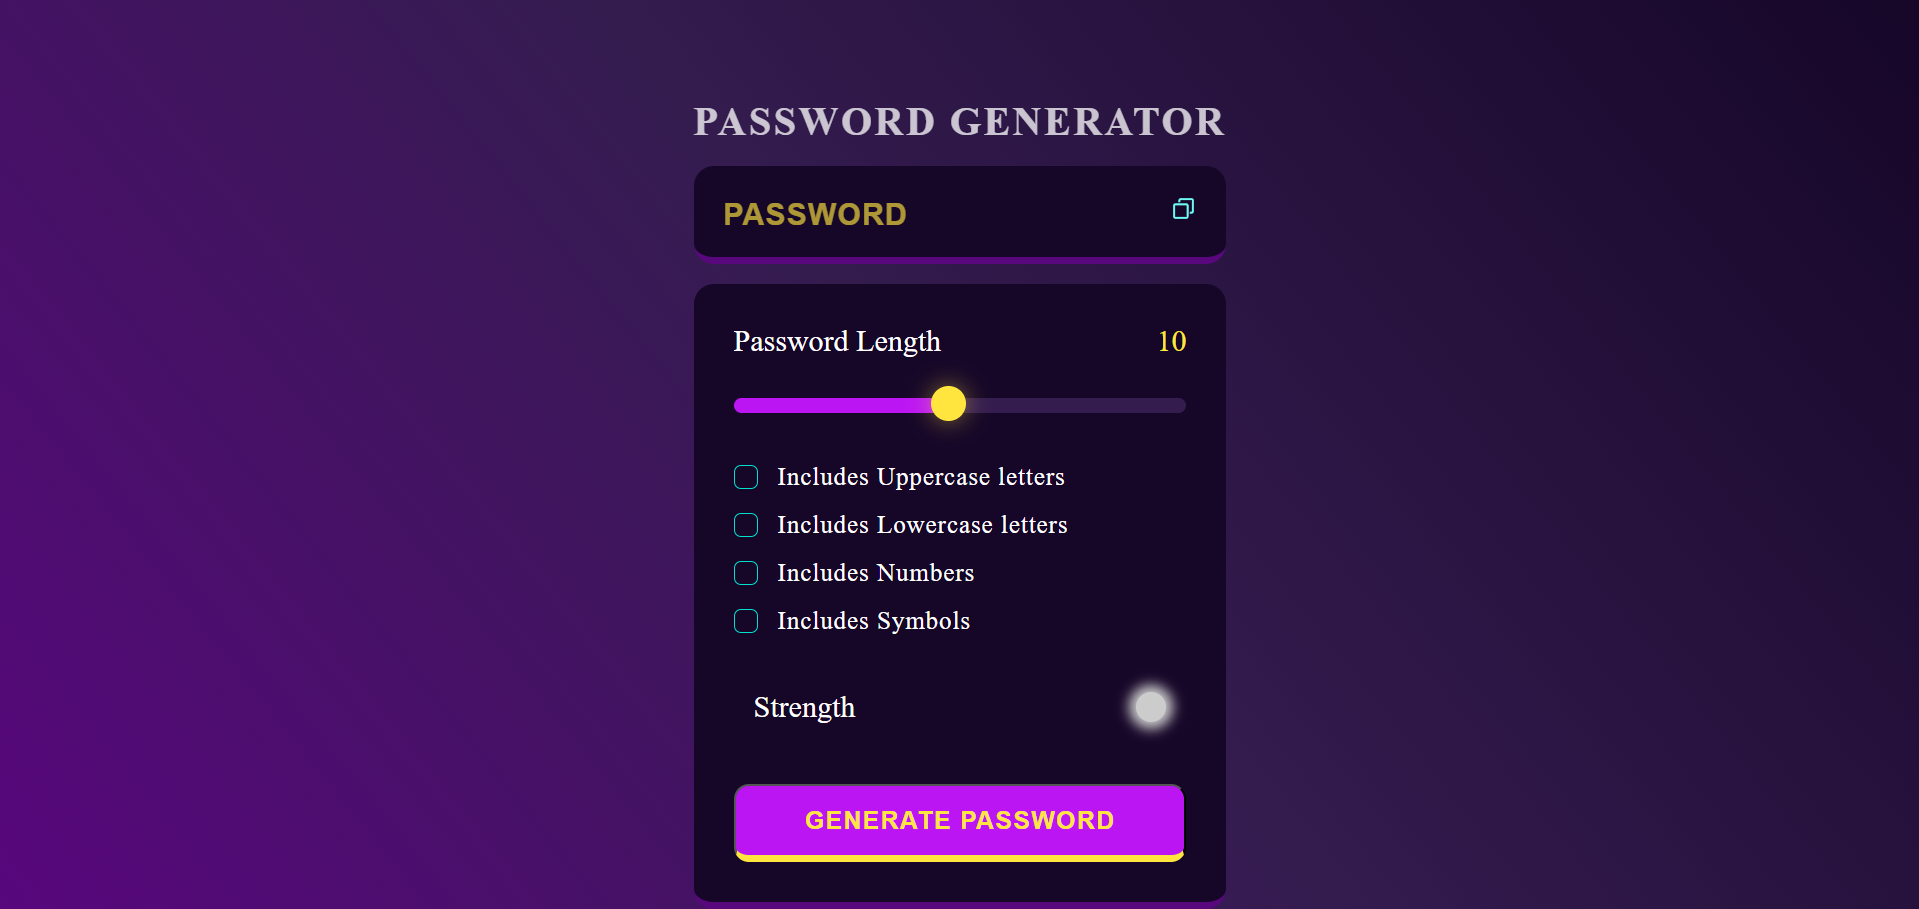 PASSWORD GENERATOR
PASSWORD
Password Length 10
Includes Uppercase letters
Includes Lowercase letters
Includes Numbers
Includes Symbols
Strength
GENERATE PASSWORD